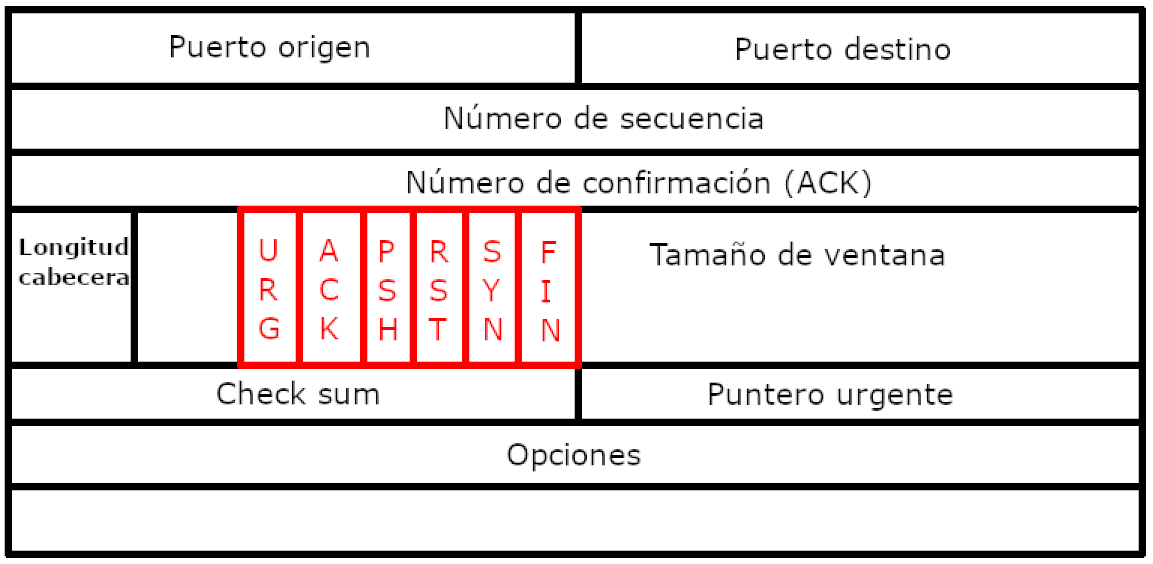 Puerto origen
Puerto destino
Número de secuencia
Número de confirmación (ACK)
Longitud
cabecera
URG
ACK
PSH
RST
SYN
FIN
Tamaño de ventana
Check sum
Puntero urgente
Opciones